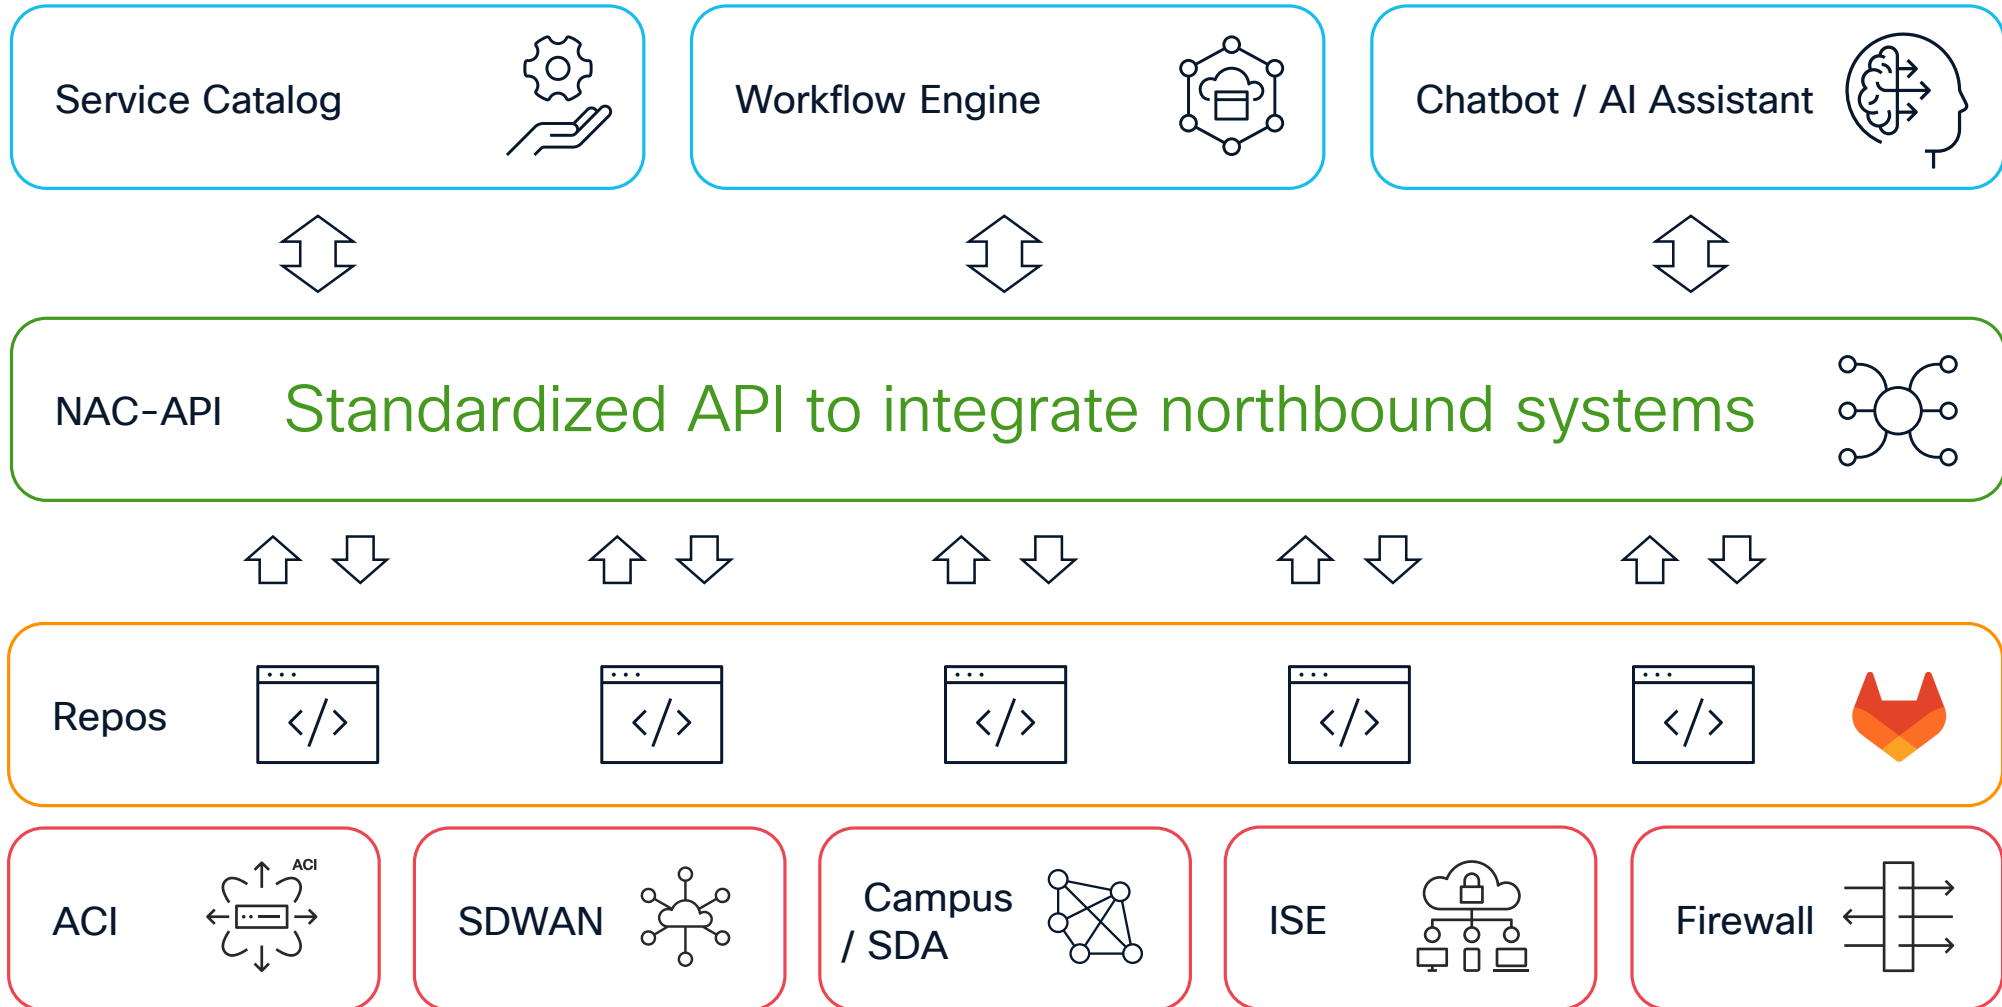 Service Catalog
Workflow Engine
Chatbot / AI Assistant
NAC-API
Standardized API to integrate northbound systems
Repos
</>
</>
</>
</>
</>
ACI
ACI
SDWAN
Campus
/ SDA
ISE
Firewall